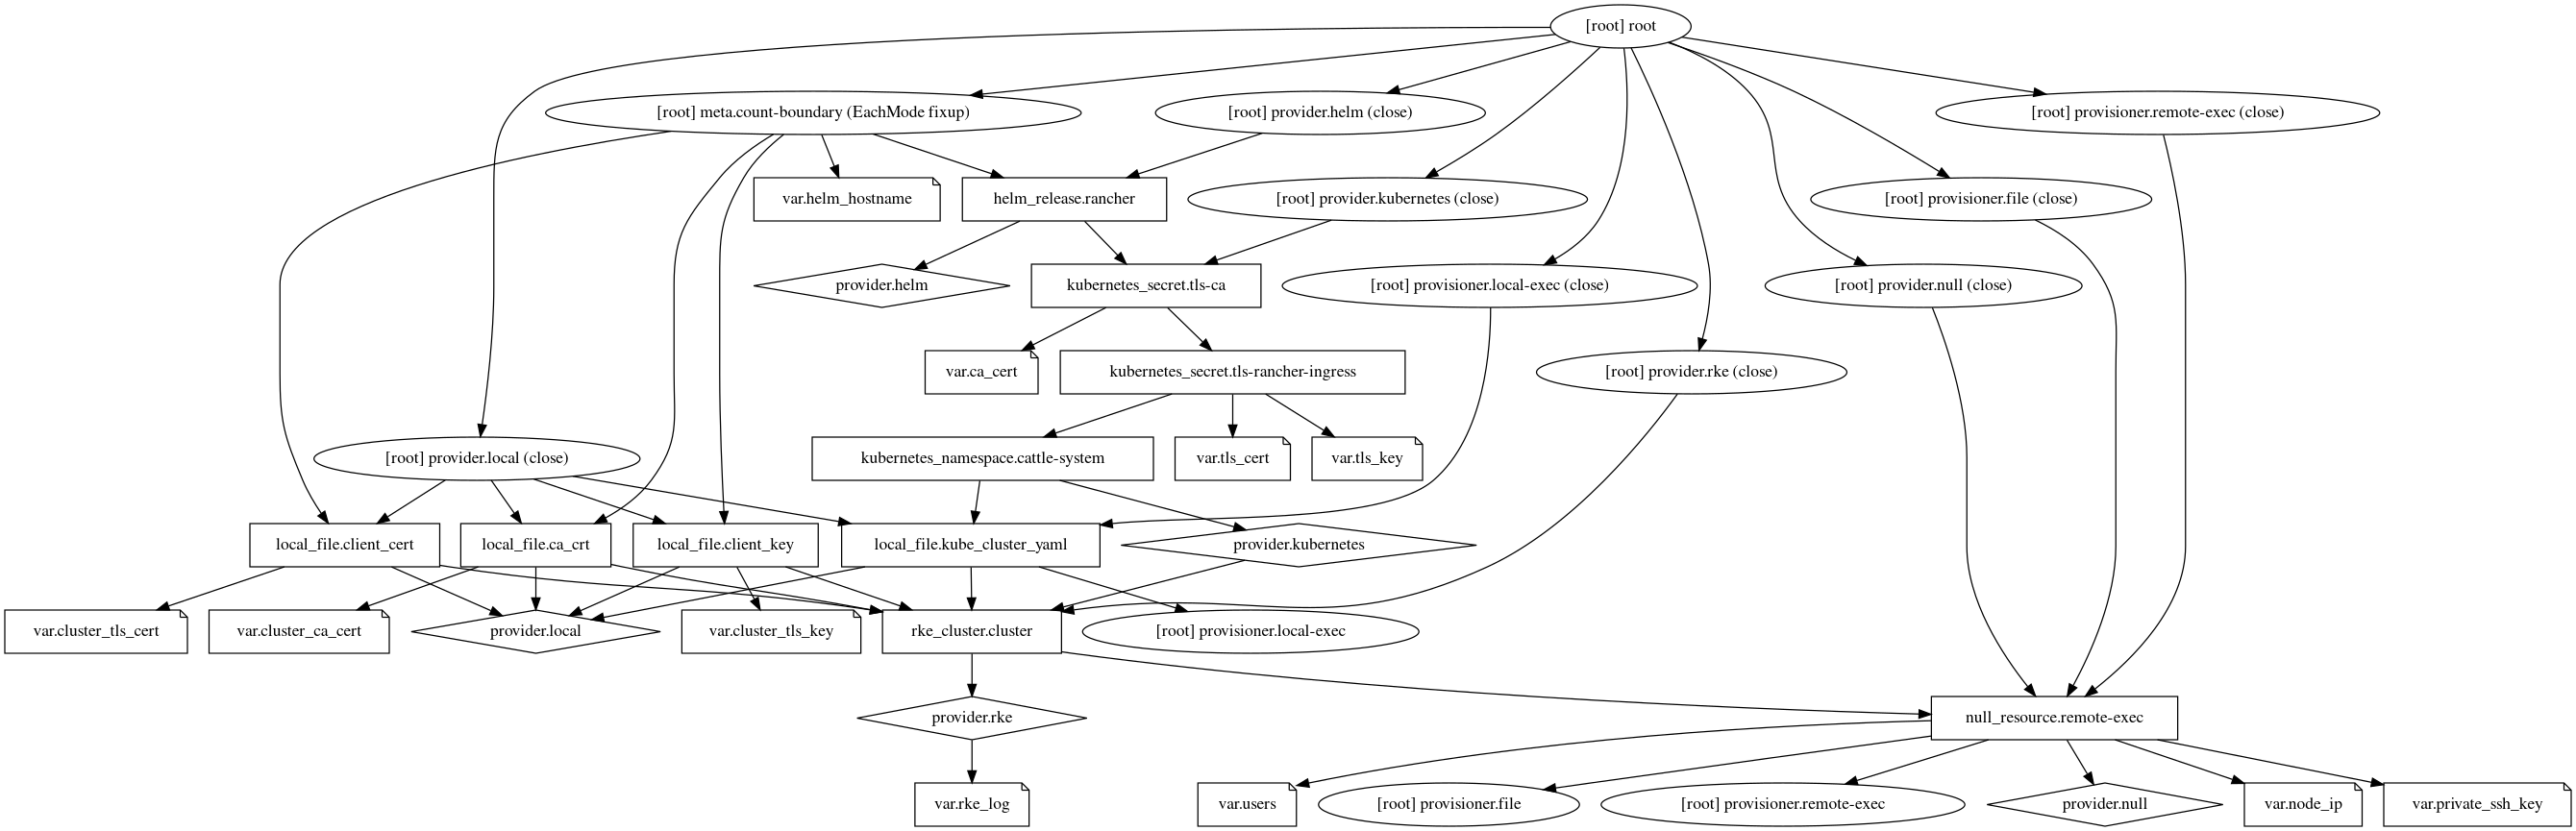 [root] root
[root] meta.count-boundary (EachMode fixup)
[root] provider.helm (close)
[root] provisioner.remote-exec (close)
var.helm_hostname
helm_release.rancher
[root] provider.kubernetes (close)
[root] provisioner.file (close)
provider.helm
kubernetes_secret.tls-ca
[root] provisioner.local-exec (close)
[root] provider.null (close)
var.ca_cert
kubernetes_secret.tls-rancher-ingress
[root] provider.rke (close)
[root] provider.local (close)
kubernetes_namespace.cattle-system
var.tls_cert
var.tls_key
local_file.client_cert
local_file.ca_crt
local_file.client_key
local_file.kube_cluster_yaml
provider.kubernetes
var.cluster_tls_cert
var.cluster_ca_cert
provider.local
var.cluster_tls_key
rke_cluster.cluster
[root] provisioner.local-exec
provider.rke
null_resource.remote-exec
var.rke_log
var.users
[root] provisioner.file
[root] provisioner.remote-exec
provider.null
var.node_ip
var.private_ssh_key